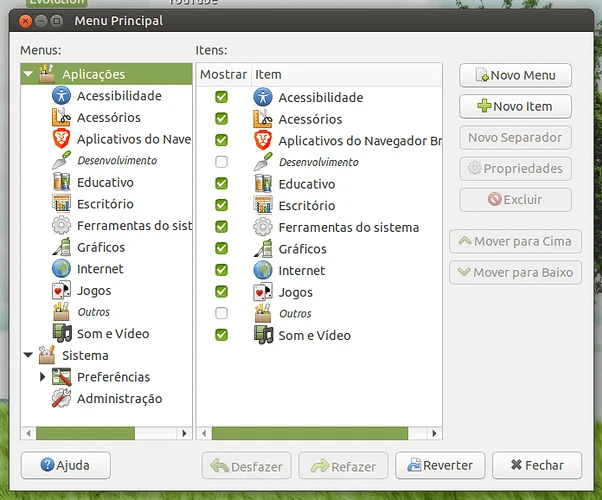 Evolution
YouTube
Menu Principal
Menus:
Itens:
Aplicações
Acessibilidade
Acessórios
Aplicativos do Nave
Desenvolvimento
Educativo
Escritório
Ferramentas do sist
Gráficos
Internet
Jogos
Outros
Som e Vídeo
Sistema
Preferências
Administração
Mostrar Item
Acessibilidade
Acessórios
Aplicativos do Navegador Br
Desenvolvimento
Educativo
Escritório
Ferramentas do sistema
Gráficos
Internet
Jogos
Outros
Som e Vídeo
Novo Menu
Novo Item
Novo Separador
Propriedades
Excluir
Mover para Cima
Mover para Baixo
Ajuda
Desfazer
Refazer
Reverter
Fechar